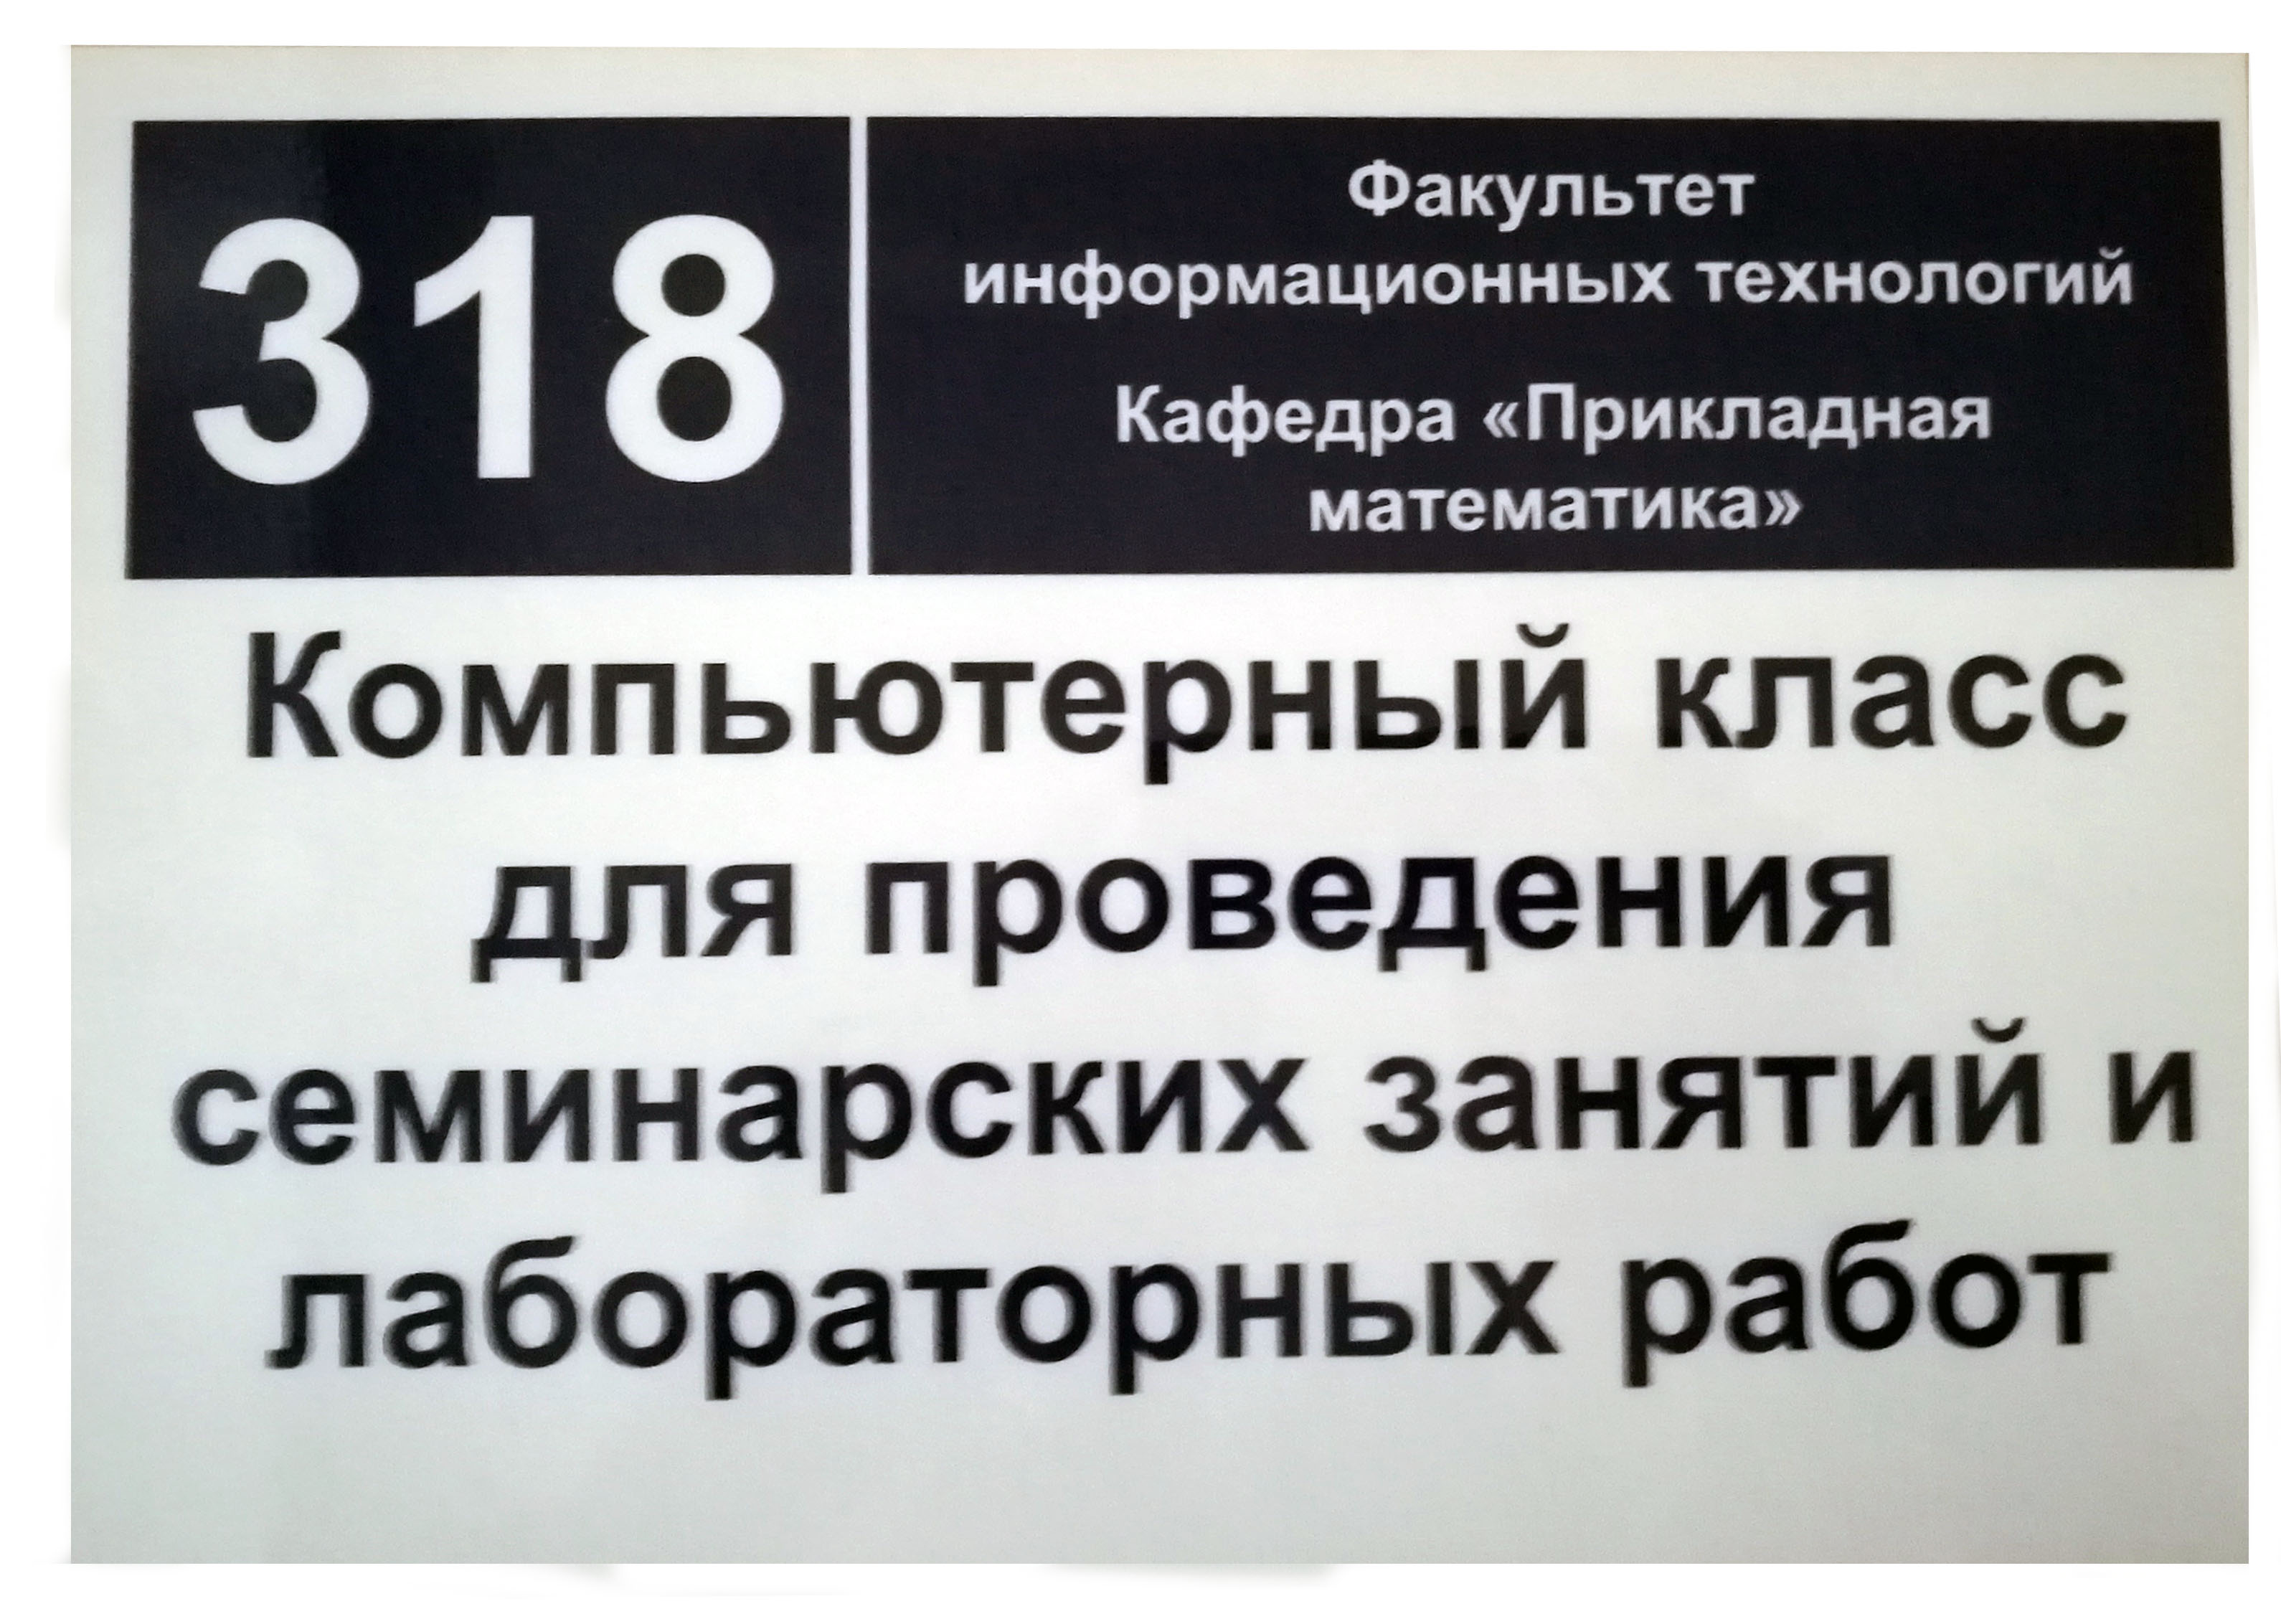 318
Факультет
информационных технологий
Кафедра «Прикладная
математика»
Компьютерный класс
для проведения
семинарских занятий и
лабораторных работ